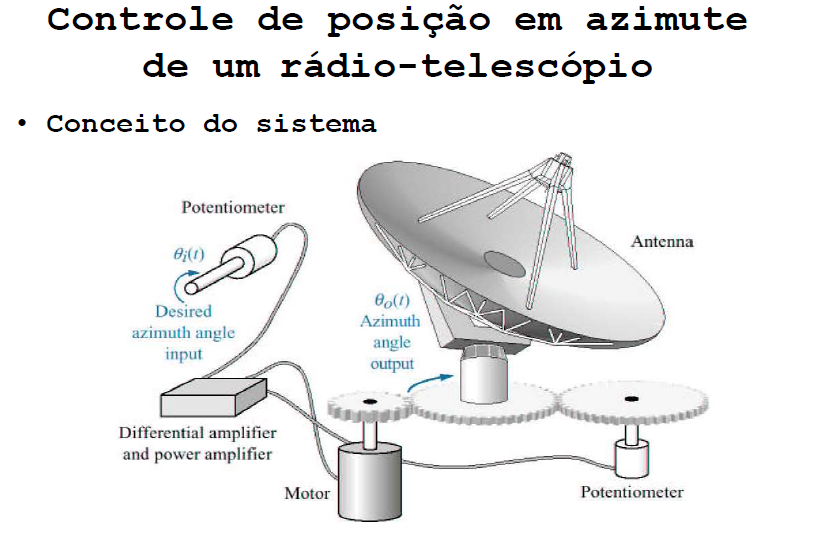 Controle de posição em azimute
de um rádio-telescópio
• Conceito do sistema
Potentiometer
θi(t)
Desired
azimuth angle
input
Antenna
θo(t)
Azimuth
angle
output
Differential amplifier
and power amplifier
Motor
Potentiometer